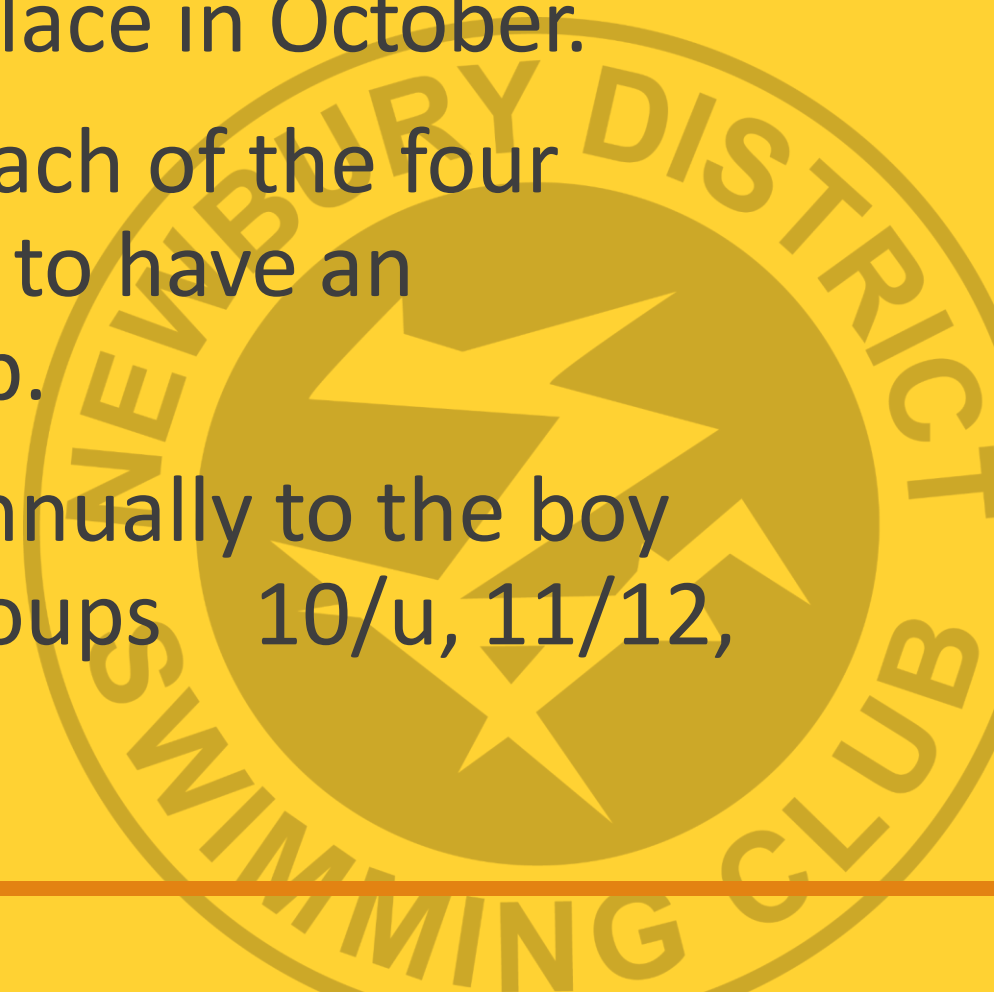 lace in October.
ach of the four
to have an
o.
nnually to the boy
oups 10/u, 11/12,
NEWBURY DISTRICT
SWIMMING CLUB